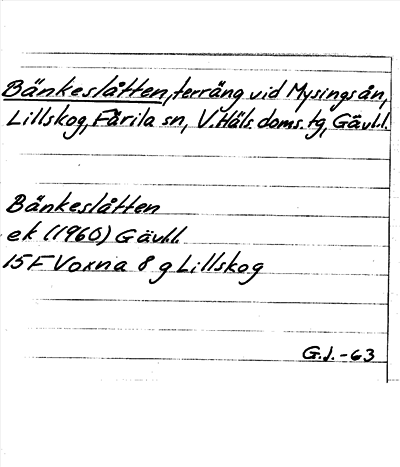 Bänkeslåtten, terräng vid Mysingsån,
Lillskog, Färila sn, V. Häls. doms. tg, Gävl.l.
Bänkeslåtten
ek (1960) Gävl.l.
15F Voxna 8 g Lillskog
G.J. -63